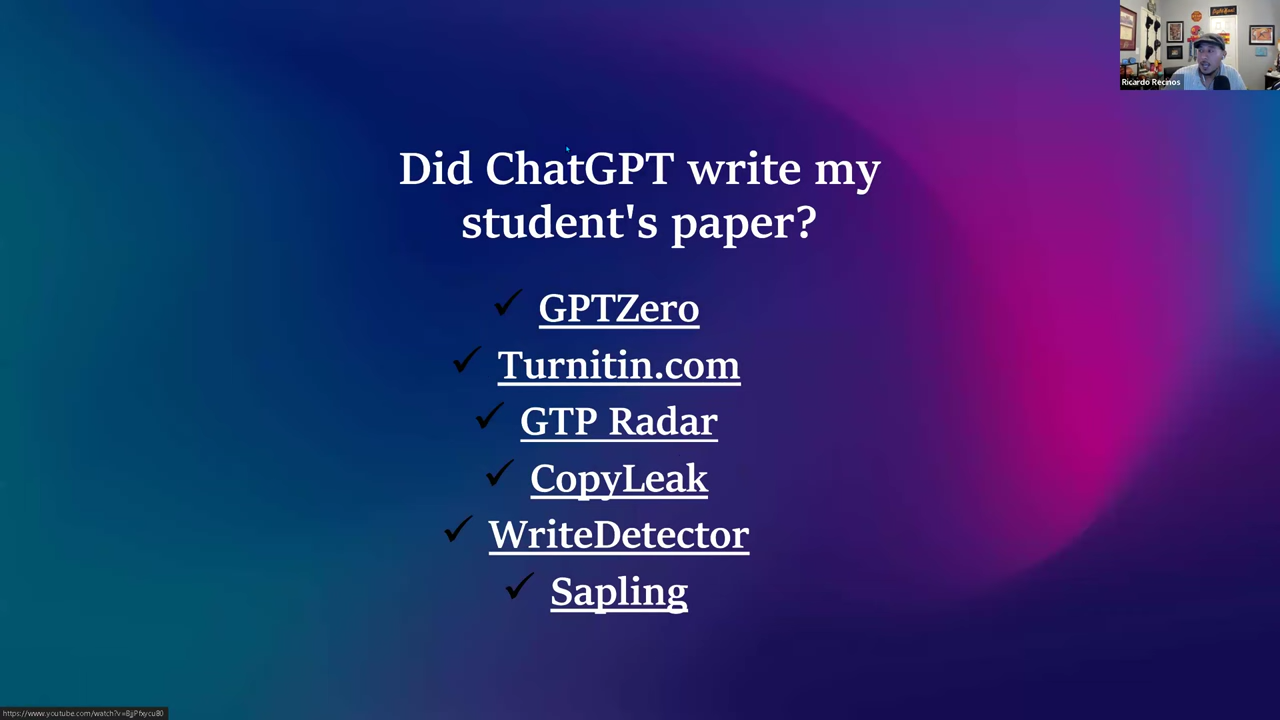 Ricardo Recinos
Did ChatGPT write my
student's paper?
GPTZero
Turnitin.com
GTP Radar
CopyLeak
WriteDetector
Sapling